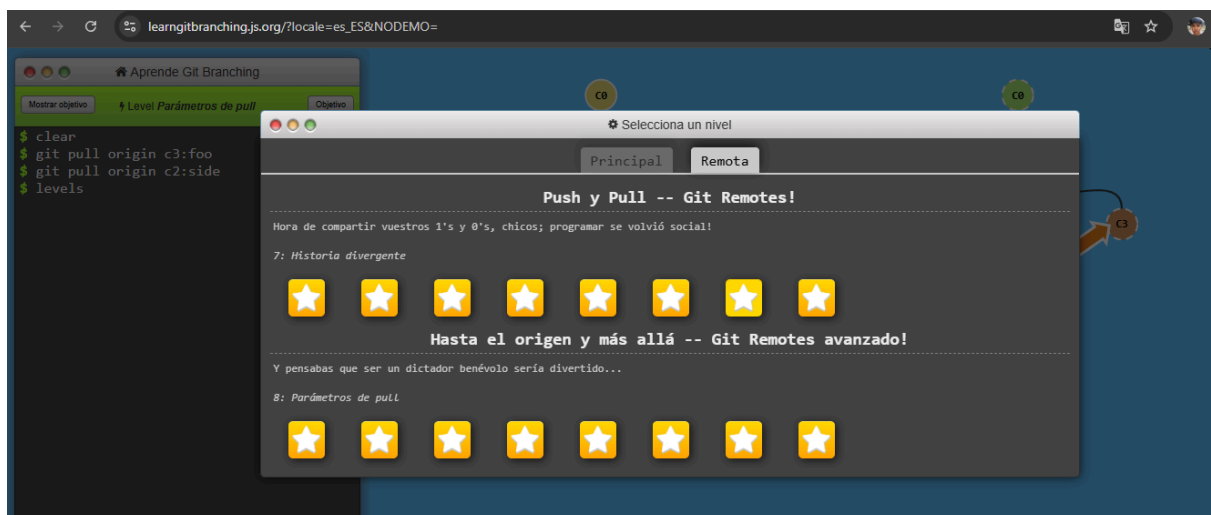 learngitbranching.js.org/?locale=es_ES&NODEMO=
Aprende Git Branching
Mostrar objetivo
Level Parámetros de pull
Objetivo
$ clear
$ git pull origin c3:foo
$ git pull origin c2:side
$ levels
C0
C0
C3
Selecciona un nivel
Principal
Remota
Push y Pull -- Git Remotes!
Hora de compartir vuestros 1's y 0's, chicos; programar se volvió social!
7: Historia divergente
Hasta el origen y más allá -- Git Remotes avanzado!
Y pensabas que ser un dictador benévolo sería divertido...
8: Parámetros de pull